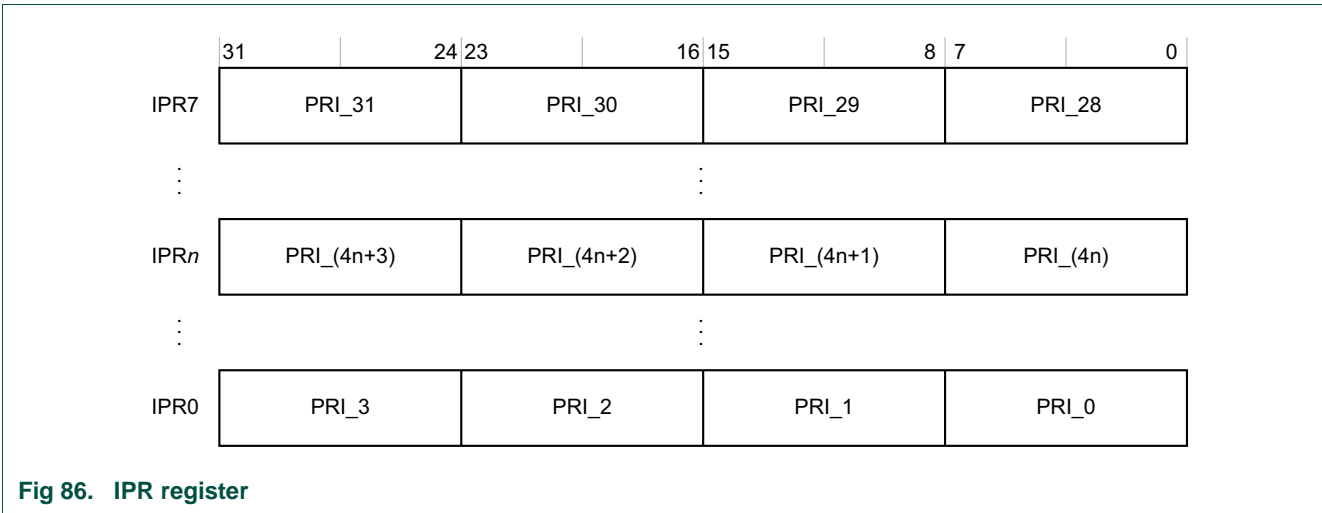 31 24 23 16 15 8 7 0
IPR7 PRI_31 PRI_30 PRI_29 PRI_28
IPRn PRI_(4n+3) PRI_(4n+2) PRI_(4n+1) PRI_(4n)
IPR0 PRI_3 PRI_2 PRI_1 PRI_0
Fig 86. IPR register